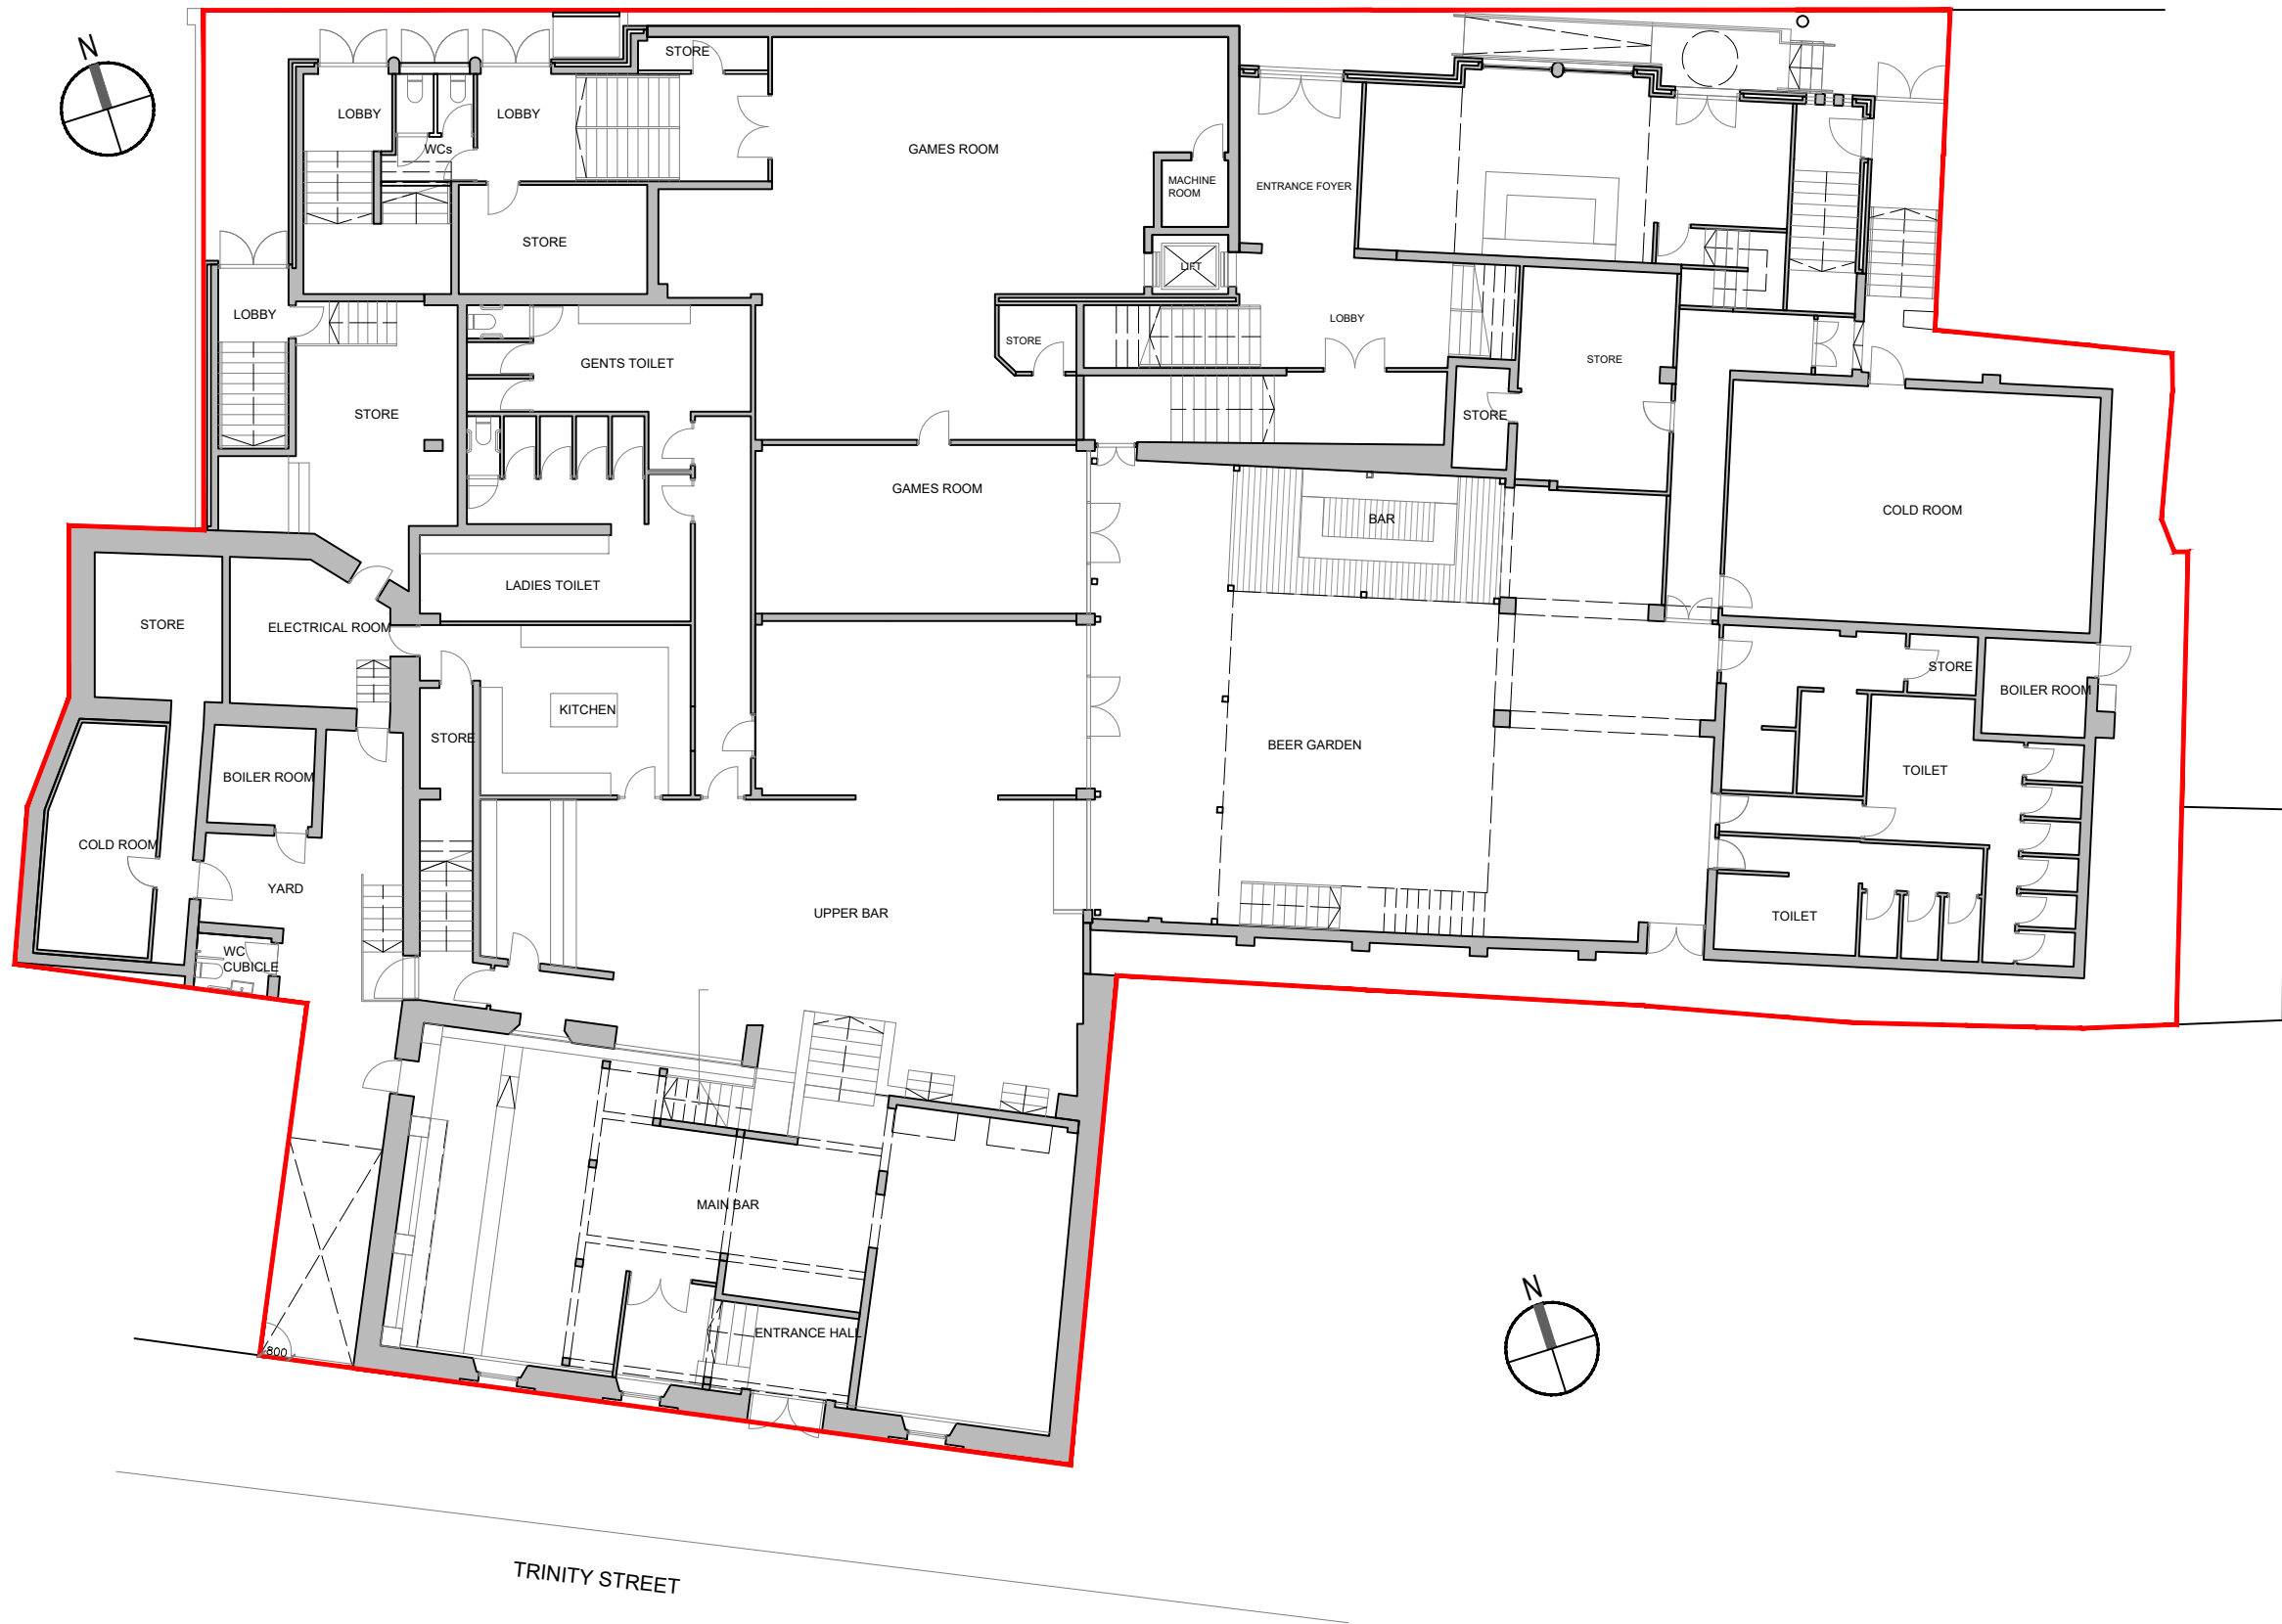 N
STORE
LOBBY
LOBBY
WCs
GAMES ROOM
MACHINE
ROOM
ENTRANCE FOYER
STORE
LIFT
LOBBY
LOBBY
STORE
GENTS TOILET
STORE
STORE
STORE
STORE
GAMES ROOM
BAR
COLD ROOM
LADIES TOILET
STORE
ELECTRICAL ROOM
STORE
BOILER ROOM
KITCHEN
STORE
BEER GARDEN
BOILER ROOM
TOILET
COLD ROOM
YARD
UPPER BAR
TOILET
WC
CUBICLE
MAIN BAR
N
ENTRANCE HALL
800
TRINITY STREET